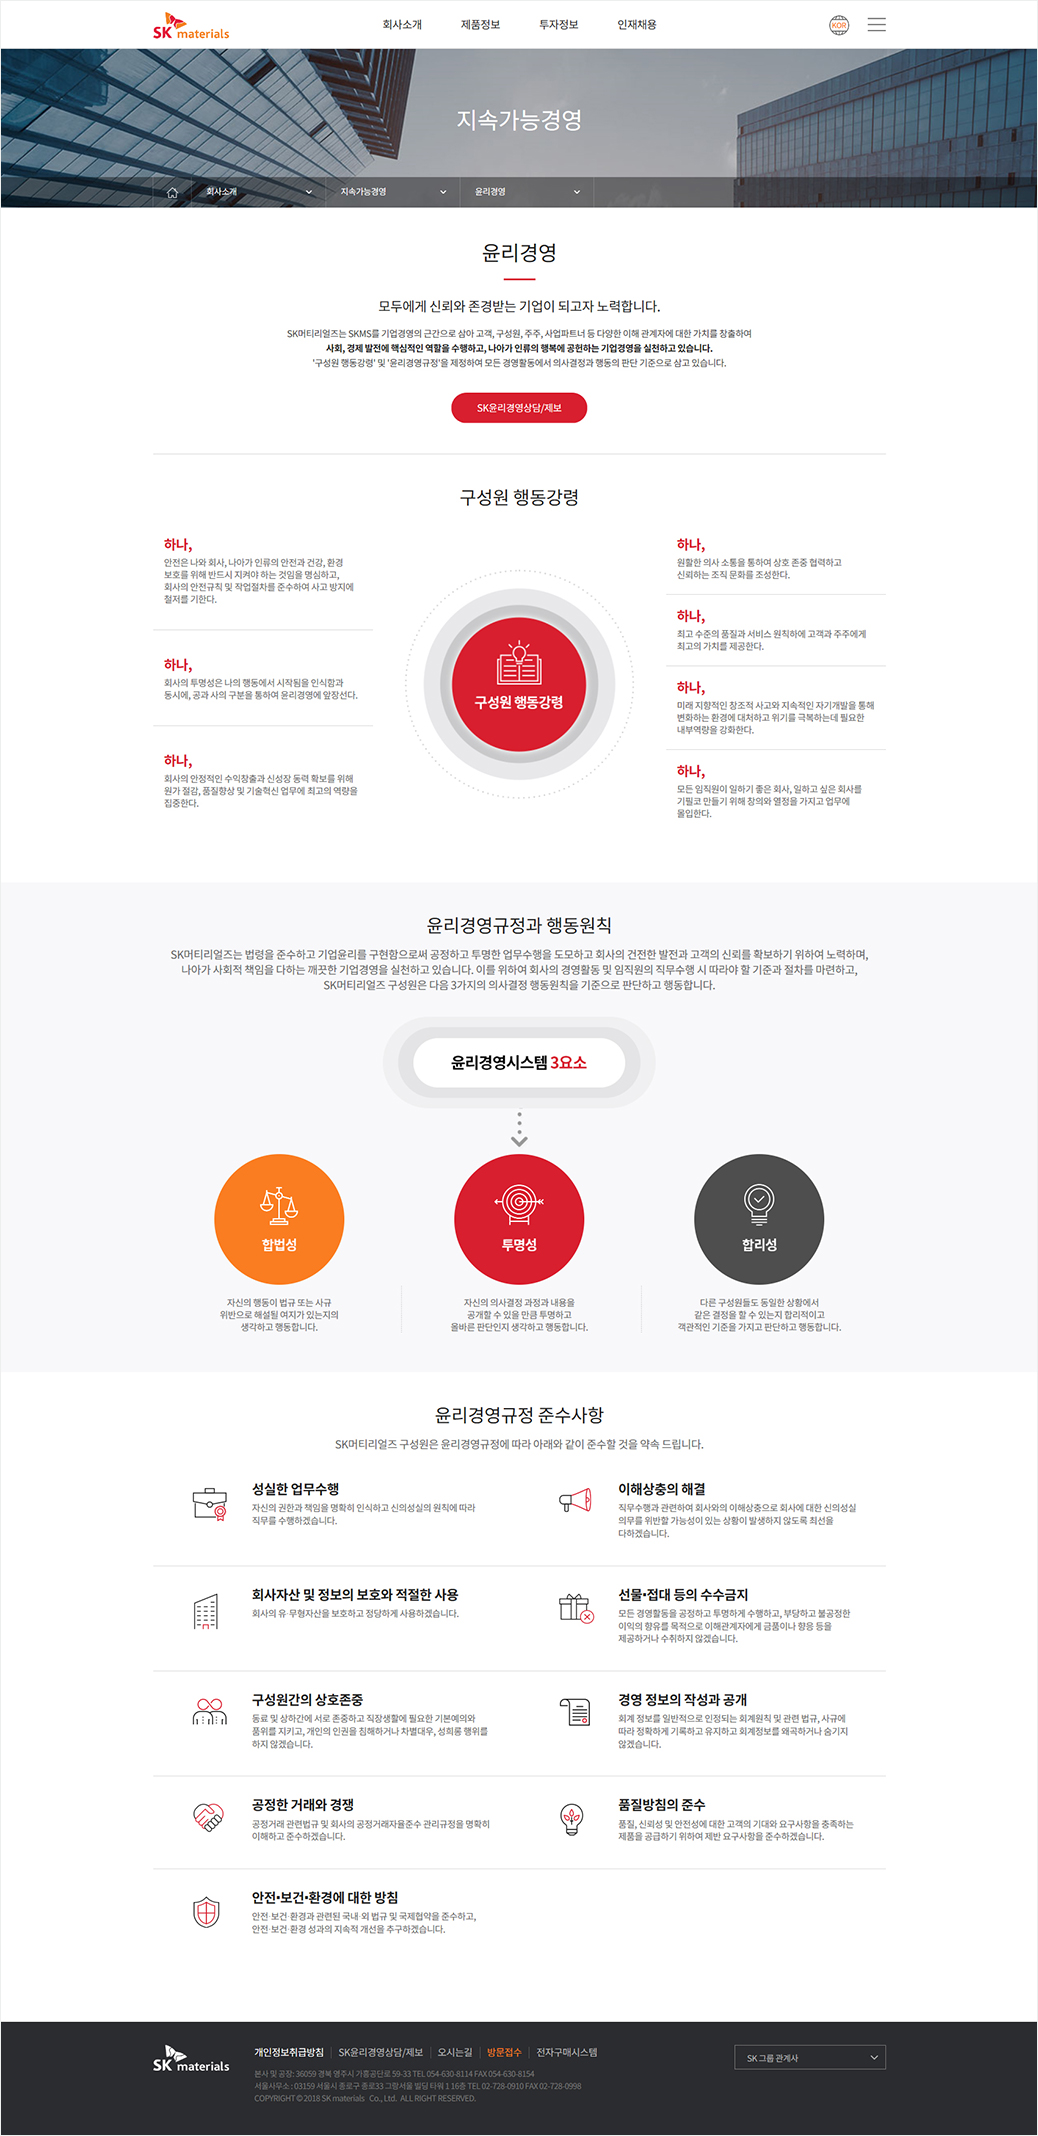 SK materials
회사소개
제품정보
투자정보
인재채용
KOR
지속가능경영
회사소개
지속가능경영
윤리경영
윤리경영
모두에게 신뢰와 존경받는 기업이 되고자 노력합니다.
SK머티리얼즈는 SKMS를 기업경영의 근간으로 삼아 고객, 구성원, 주주, 사업파트너 등 다양한 이해 관계자에 대한 가치를 창출하여
사회, 경제 발전에 핵심적인 역할을 수행하고, 나아가 인류의 행복에 공헌하는 기업경영을 실천하고 있습니다.
'구성원 행동강령' 및 '윤리경영규정'을 제정하여 모든 경영활동에서 의사결정과 행동의 판단 기준으로 삼고 있습니다.
SK윤리경영상담/제보
구성원 행동강령
하나,
안전은 나와 회사, 나아가 인류의 안전과 건강, 환경
보호를 위해 반드시 지켜야 하는 것임을 명심하고,
회사의 안전규칙 및 작업절차를 준수하여 사고 방지에
철저를 기한다.
하나,
회사의 투명성은 나의 행동에서 시작됨을 인식함과
동시에, 공과 사의 구분을 통하여 윤리경영에 앞장선다.
하나,
회사의 안정적인 수익창출과 신성장 동력 확보를 위해
원가 절감, 품질향상 및 기술혁신 업무에 최고의 역량을
집중한다.
구성원 행동강령
하나,
원활한 의사 소통을 통하여 상호 존중 협력하고
신뢰하는 조직 문화를 조성한다.
하나,
최고 수준의 품질과 서비스 원칙하에 고객과 주주에게
최고의 가치를 제공한다.
하나,
미래 지향적인 창조적 사고와 지속적인 자기개발을 통해
변화하는 환경에 대처하고 위기를 극복하는데 필요한
내부역량을 강화한다.
하나,
모든 임직원이 일하기 좋은 회사, 일하고 싶은 회사를
기필코 만들기 위해 창의와 열정을 가지고 업무에
몰입한다.
윤리경영규정과 행동원칙
SK머티리얼즈는 법령을 준수하고 기업윤리를 구현함으로써 공정하고 투명한 업무수행을 도모하고 회사의 건전한 발전과 고객의 신뢰를 확보하기 위하여 노력하며,
나아가 사회적 책임을 다하는 깨끗한 기업경영을 실천하고 있습니다. 이를 위하여 회사의 경영활동 및 임직원의 직무수행 시 따라야 할 기준과 절차를 마련하고,
SK머티리얼즈 구성원은 다음 3가지의 의사결정 행동원칙을 기준으로 판단하고 행동합니다.
윤리경영시스템 3요소
합법성
자신의 행동이 법규 또는 사규
위반으로 해설될 여지가 있는지의
생각하고 행동합니다.
투명성
자신의 의사결정 과정과 내용을
공개할 수 있을 만큼 투명하고
올바른 판단인지 생각하고 행동합니다.
합리성
다른 구성원들도 동일한 상황에서
같은 결정을 할 수 있는지 합리적이고
객관적인 기준을 가지고 판단하고 행동합니다.
윤리경영규정 준수사항
SK머티리얼즈 구성원은 윤리경영규정에 따라 아래와 같이 준수할 것을 약속 드립니다.
성실한 업무수행
자신의 권한과 책임을 명확히 인식하고 신의성실의 원칙에 따라
직무를 수행하겠습니다.
이해상충의 해결
직무수행과 관련하여 회사와의 이해상충으로 회사에 대한 신의성실
의무를 위반할 가능성이 있는 상황이 발생하지 않도록 최선을
다하겠습니다.
회사자산 및 정보의 보호와 적절한 사용
회사의 유·무형자산을 보호하고 정당하게 사용하겠습니다.
선물•접대 등의 수수금지
모든 경영활동을 공정하고 투명하게 수행하고, 부당하고 불공정한
이익의 향유를 목적으로 이해관계자에게 금품이나 향응 등을
제공하거나 수취하지 않겠습니다.
구성원간의 상호존중
동료 및 상하간에 서로 존중하고 직장생활에 필요한 기본예의와
품위를 지키고, 개인의 인권을 침해하거나 차별대우, 성희롱 행위를
하지 않겠습니다.
경영 정보의 작성과 공개
회계 정보를 일반적으로 인정되는 회계원칙 및 관련 법규, 사규에
따라 정확하게 기록하고 유지하고 회계정보를 왜곡하거나 숨기지
않겠습니다.
공정한 거래와 경쟁
공정거래 관련법규 및 회사의 공정거래자율준수 관리규정을 명확히
이해하고 준수하겠습니다.
품질방침의 준수
품질, 신뢰성 및 안전성에 대한 고객의 기대와 요구사항을 충족하는
제품을 공급하기 위하여 제반 요구사항을 준수하겠습니다.
안전•보건•환경에 대한 방침
안전·보건·환경과 관련된 국내·외 법규 및 국제협약을 준수하고,
안전·보건·환경 성과의 지속적 개선을 추구하겠습니다.
SK materials
개인정보취급방침
SK윤리경영상담/제보
오시는길
방문접수
전자구매시스템
SK 그룹 관계사
본사 및 공장: 36059 경북 영주시 가흥공단로 59-33 TEL 054-630-8114 FAX 054-630-8154
서울사무소 : 03159 서울시 종로구 종로33 그랑서울 빌딩 타워 1 16층 TEL 02-728-0910 FAX 02-728-0998
COPYRIGHT © 2018 SK materials Co., Ltd. ALL RIGHT RESERVED.